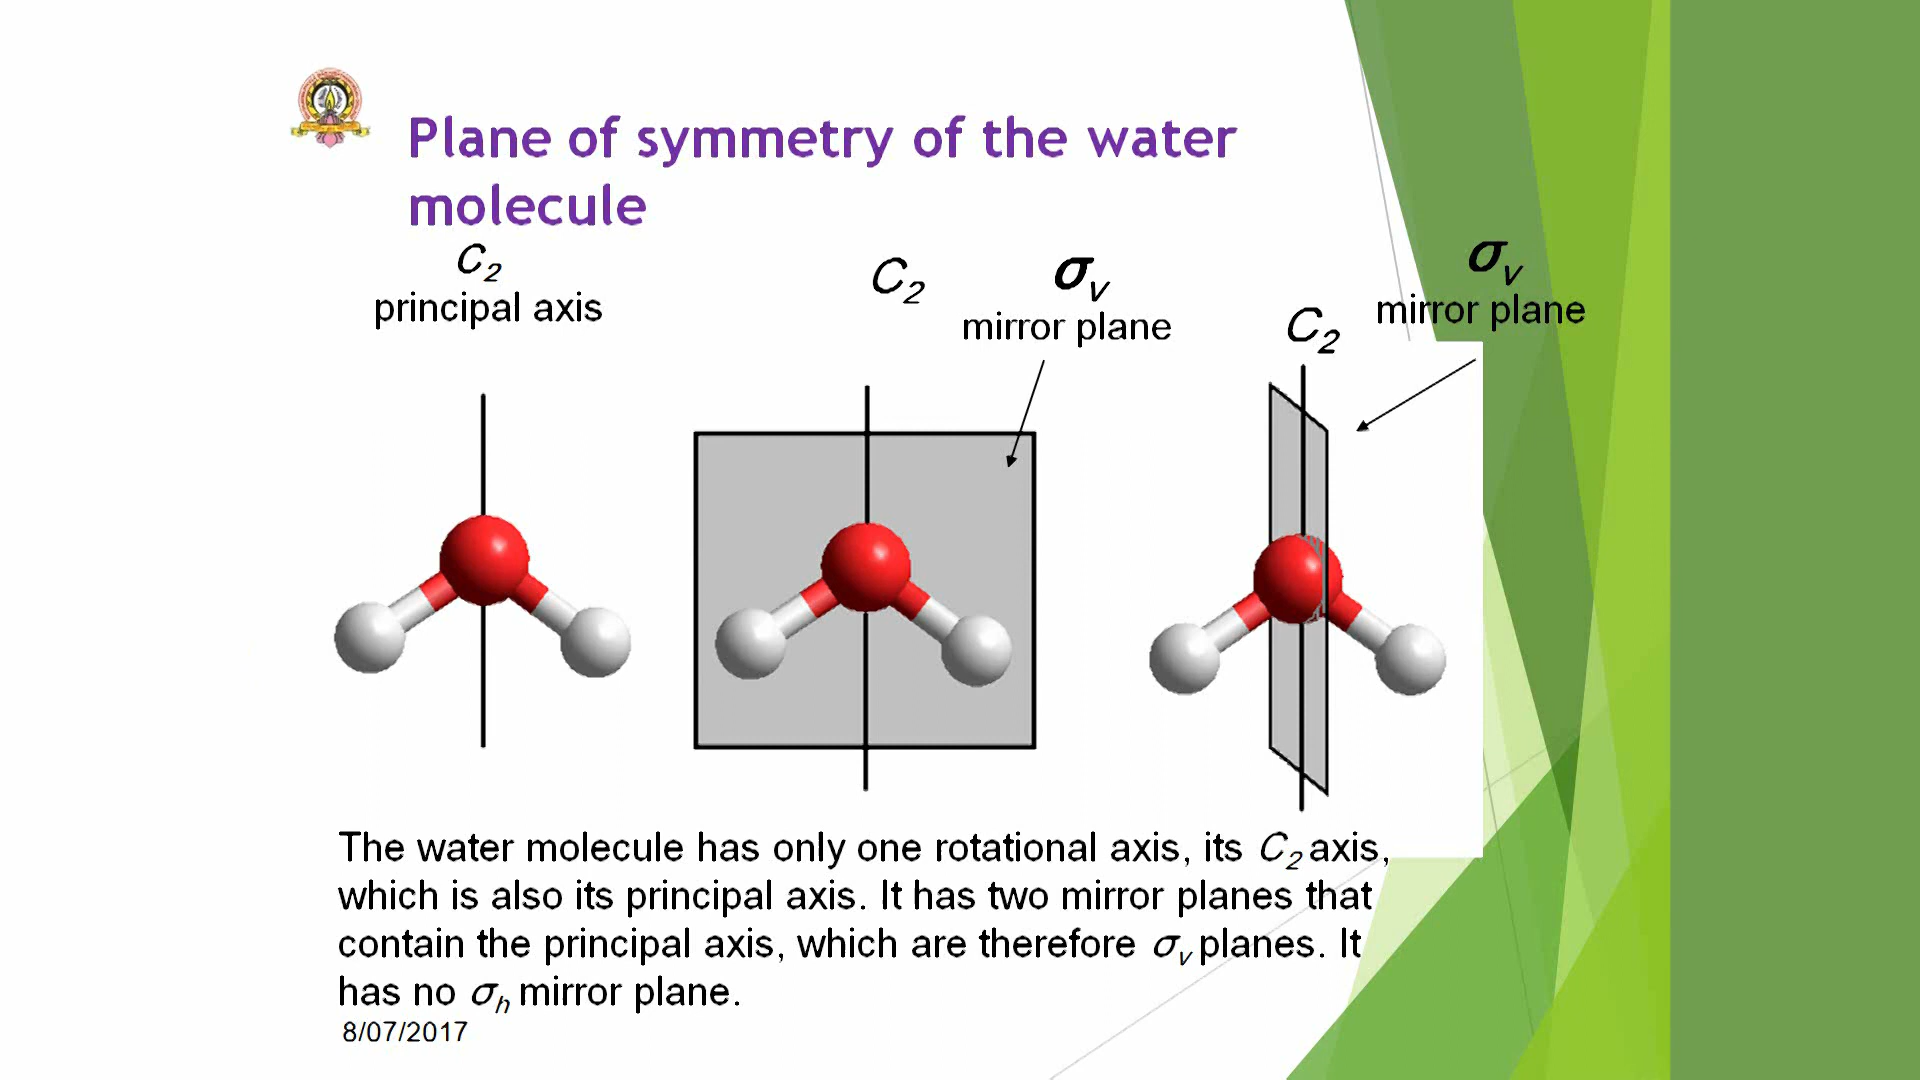 Plane of symmetry of the water
molecule
C2
principal axis
C2
σv
mirror plane
C2
σv
mirror plane
The water molecule has only one rotational axis, its C2 axis,
which is also its principal axis. It has two mirror planes that
contain the principal axis, which are therefore σv planes. It
has no σh mirror plane.
8/07/2017